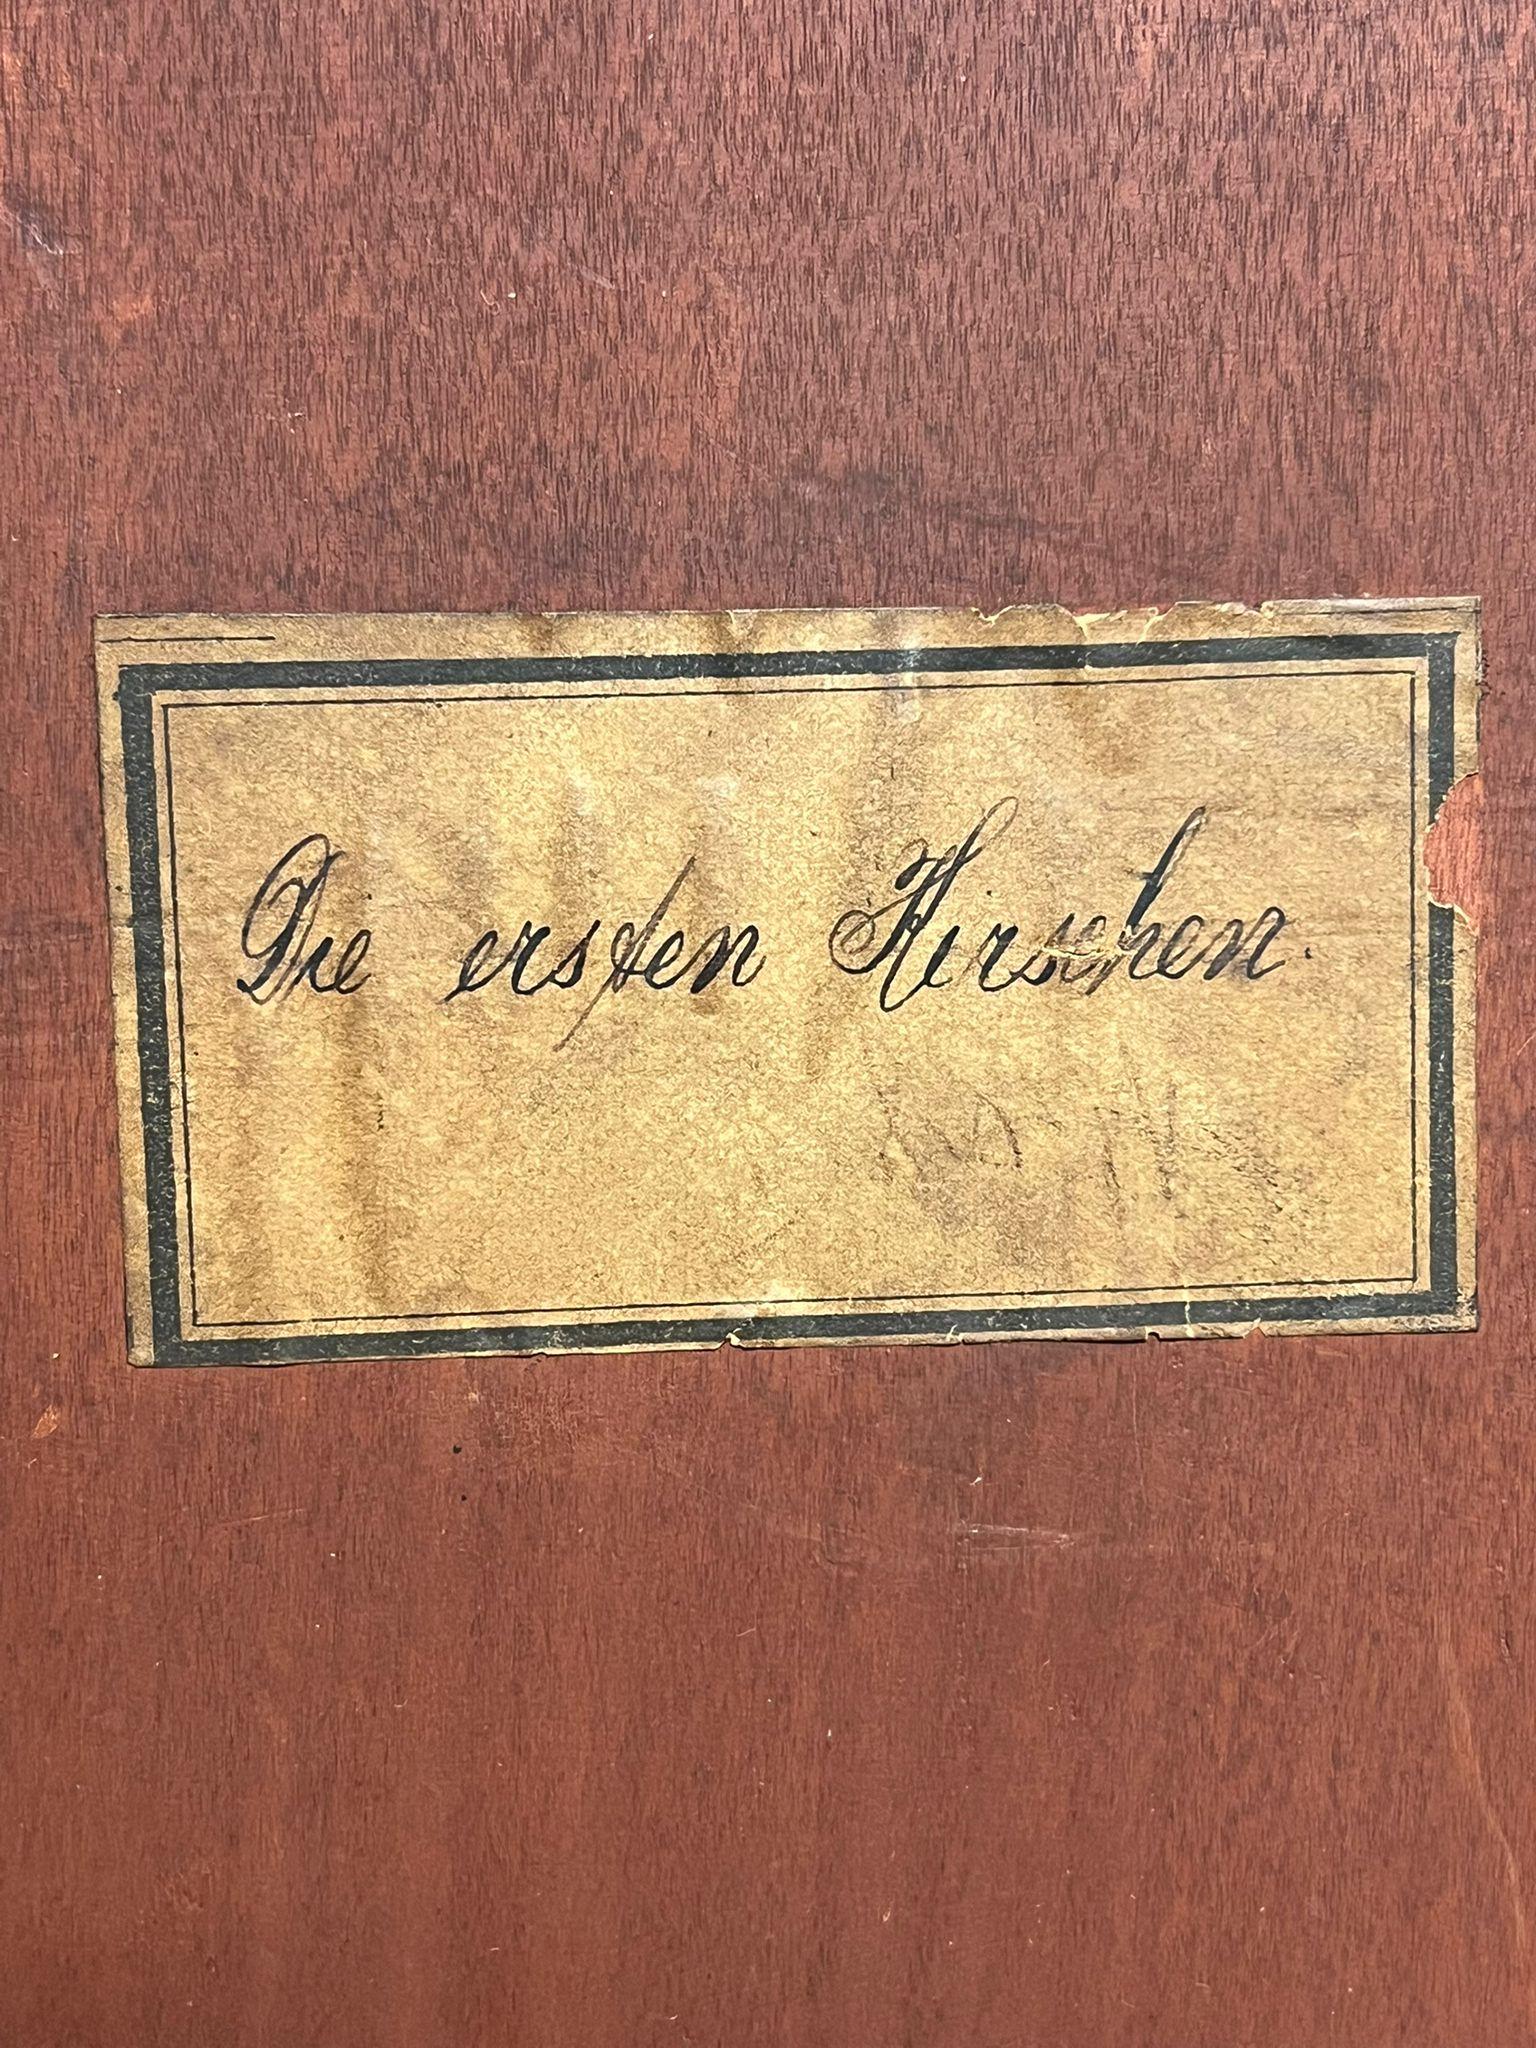 Die ersten Kirschen.